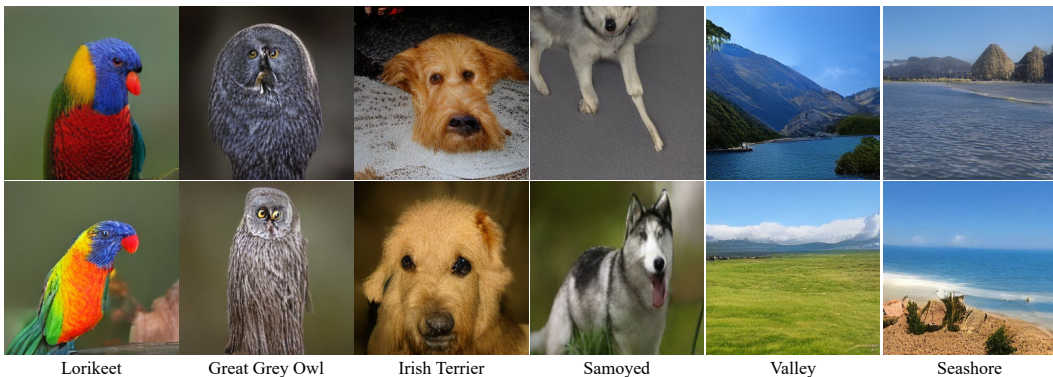 Lorikeet
Great Grey Owl
Irish Terrier
Samoyed
Valley
Seashore